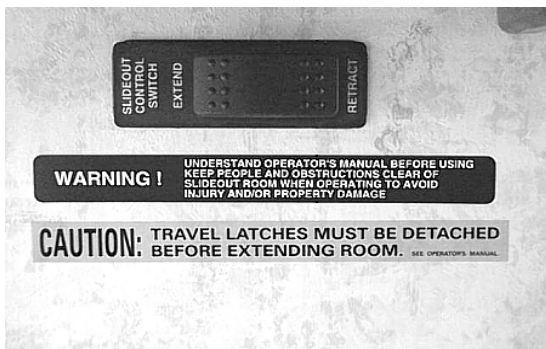 SLIDEOUT
CONTROL
SWITCH
EXTEND
RETRACT
WARNING !
UNDERSTAND OPERATOR'S MANUAL BEFORE USING
KEEP PEOPLE AND OBSTRUCTIONS CLEAR OF
SLIDEOUT ROOM WHEN OPERATING TO AVOID
INJURY AND/OR PROPERTY DAMAGE
CAUTION: TRAVEL LATCHES MUST BE DETACHED
BEFORE EXTENDING ROOM. SEE OPERATOR'S MANUAL